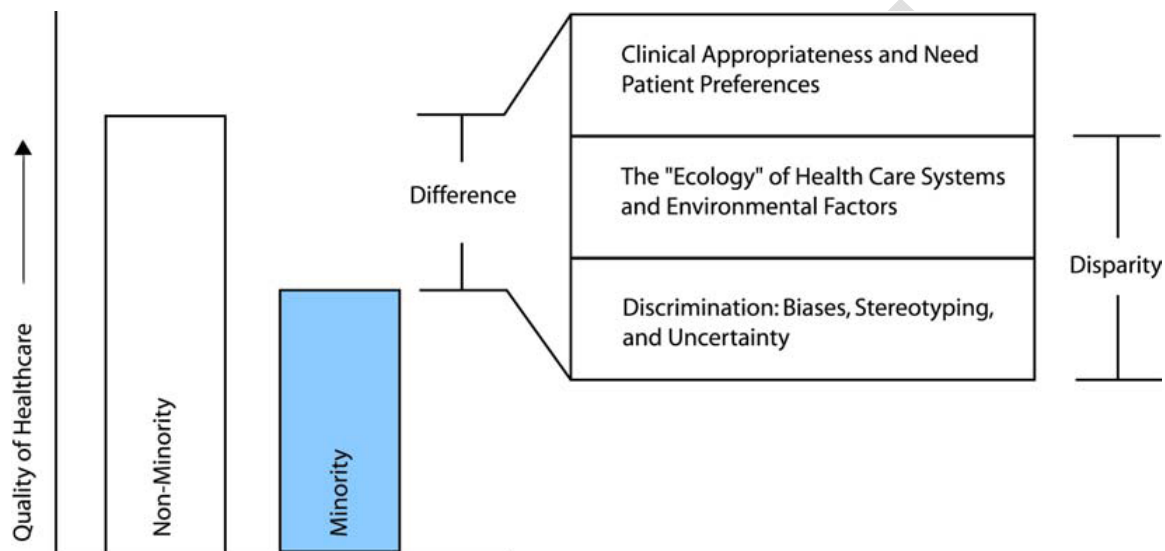 Quality of Healthcare
Non-Minority
Minority
Difference
Clinical Appropriateness and Need
Patient Preferences
The "Ecology" of Health Care Systems
and Environmental Factors
Discrimination: Biases, Stereotyping,
and Uncertainty
Disparity